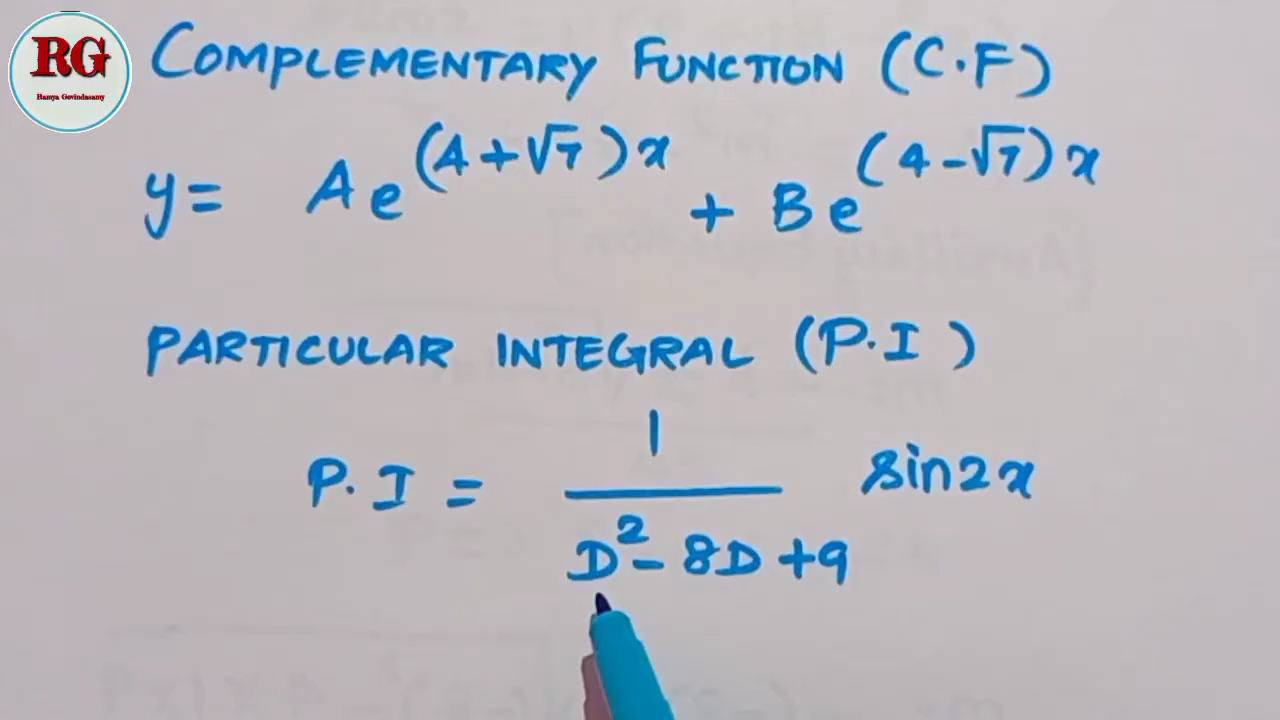 RG
Ramya Govindasamy
COMPLEMENTARY FUNCTION (C.F)
y = Ae^(4+√7)x + Be^(4-√7)x
PARTICULAR INTEGRAL (P.I)
P.I = 1/(D²-8D+9) sin2x